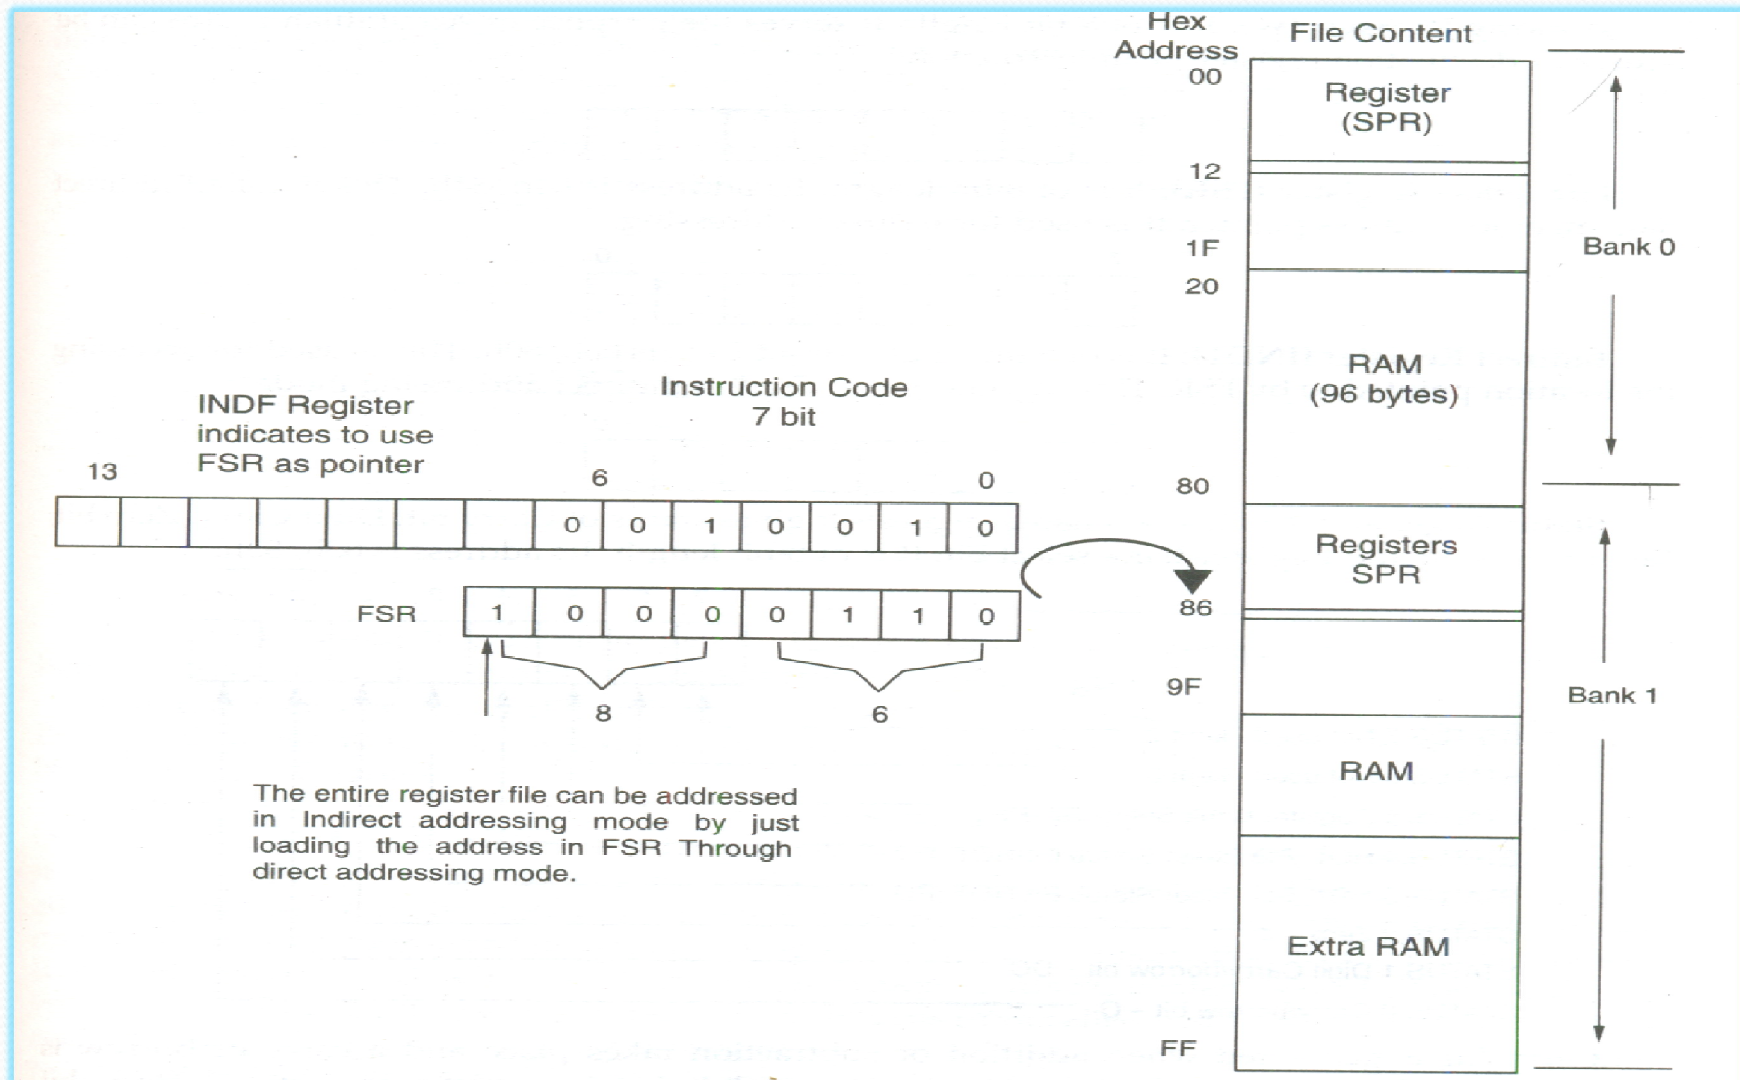 Hex
Address
File Content
00
Register
(SPR)
12
1F
Bank 0
20
RAM
(96 bytes)
INDF Register
indicates to use
FSR as pointer
Instruction Code
7 bit
13
6
0
80
0 0 1 0 0 1 0
Registers
SPR
FSR
1 0 0 0 0 1 1 0
86
8
6
9F
Bank 1
RAM
The entire register file can be addressed
in Indirect addressing mode by just
loading the address in FSR Through
direct addressing mode.
Extra RAM
FF